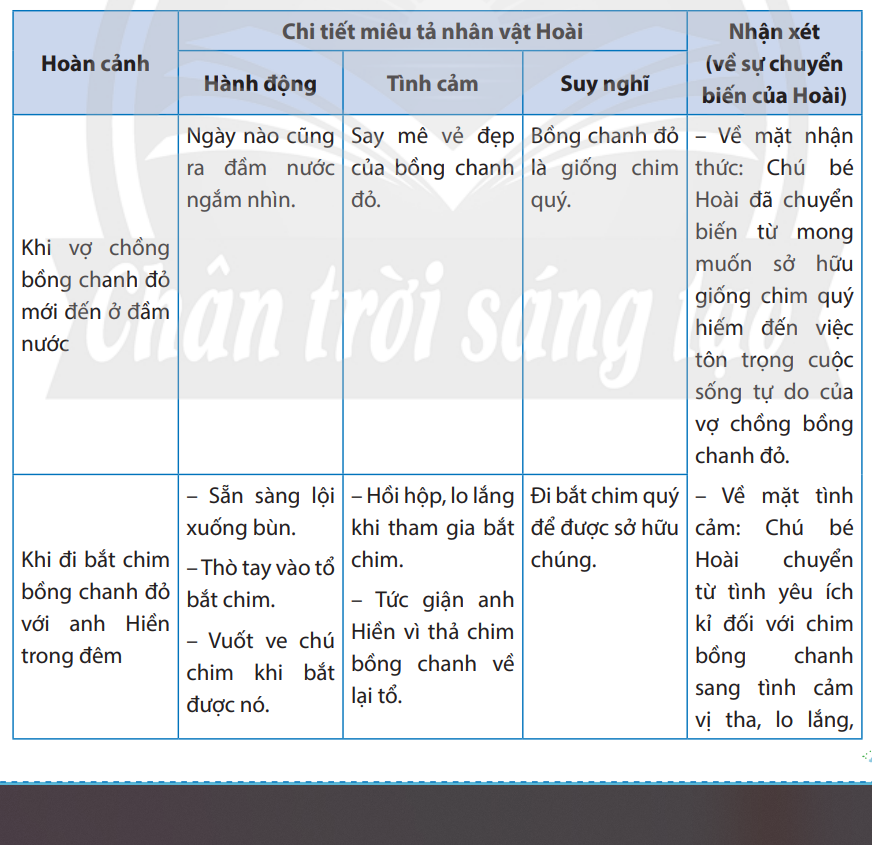 Hoàn cảnh
Chi tiết miêu tả nhân vật Hoài
Nhận xét
(về sự chuyển
biến của Hoài)
Hành động
Tình cảm
Suy nghĩ
Khi vợ chồng
bồng chanh đỏ
mới đến ở đầm
nước
Ngày nào cũng
ra đầm nước
ngắm nhìn.
Say mê vẻ đẹp
của bồng chanh
đỏ.
Bồng chanh đỏ
là giống chim
quý.
– Về mặt nhận
thức: Chú bé
Hoài đã chuyển
biến từ mong
muốn sở hữu
giống chim quý
hiếm đến việc
tôn trọng cuộc
sống tự do của
vợ chồng bồng
chanh đỏ.
Khi đi bắt chim
bồng chanh đỏ
với anh Hiền
trong đêm
– Sẵn sàng lội
xuống bùn.
– Thò tay vào tổ
bắt chim.
– Vuốt ve chú
chim khi bắt
được nó.
– Hồi hộp, lo lắng
khi tham gia bắt
chim.
– Tức giận anh
Hiền vì thả chim
bồng chanh về
lại tổ.
Đi bắt chim quý
để được sở hữu
chúng.
– Về mặt tình
cảm: Chú bé
Hoài chuyển
từ tình yêu ích
kỉ đối với chim
bồng chanh
sang tình cảm
vị tha, lo lắng,
Chân trời sáng tạo